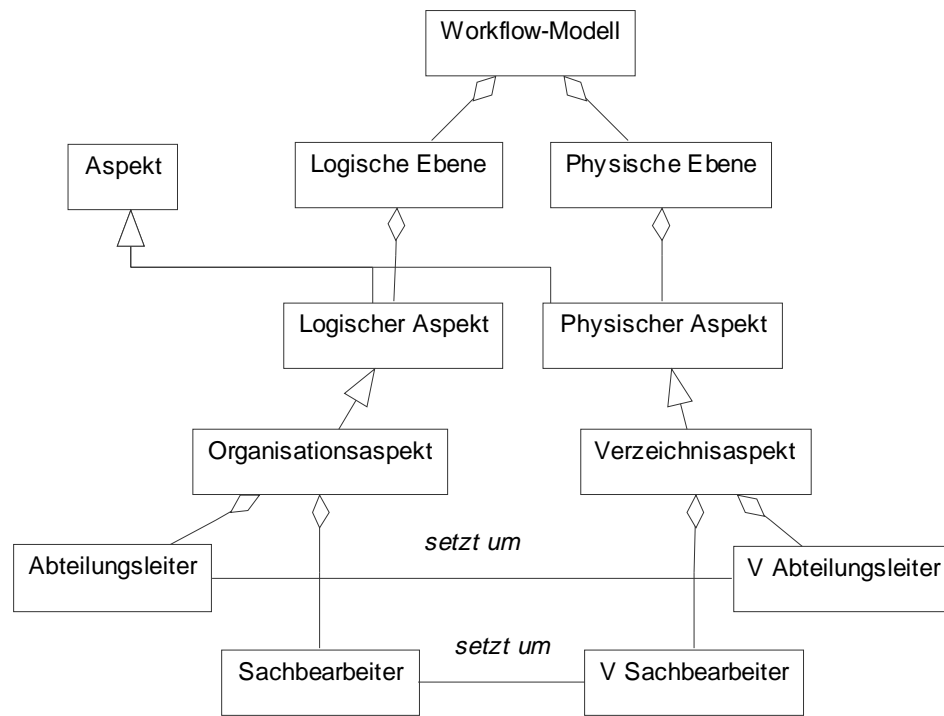 Workflow-Modell
Logische Ebene
Physische Ebene
Aspekt
Logischer Aspekt
Physischer Aspekt
Organisationsaspekt
Verzeichnisaspekt
setzt um
Abteilungsleiter
V Abteilungsleiter
setzt um
Sachbearbeiter
V Sachbearbeiter